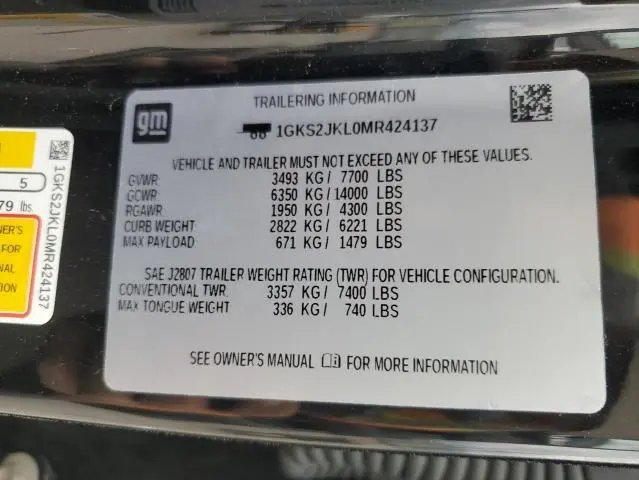 gm
TRAILERING INFORMATION
1GKS2JKL0MR424137
VEHICLE AND TRAILER MUST NOT EXCEED ANY OF THESE VALUES.
GVWR: 3493 KG/ 7700 LBS
GCWR: 6350 KG/ 14000 LBS
RGAWR: 1950 KG/ 4300 LBS
CURB WEIGHT 2822 KG/ 6221 LBS
MAX PAYLOAD: 671 KG/ 1479 LBS
SAE J2807 TRAILER WEIGHT RATING (TWR) FOR VEHICLE CONFIGURATION.
CONVENTIONAL TWR: 3357 KG/ 7400 LBS
MAX TONGUE WEIGHT 336 KG/ 740 LBS
SEE OWNER'S MANUAL FOR MORE INFORMATION
5
79 lbs.
NER'S
FOR
NAL
TION
1GKS2JKL0MR424137